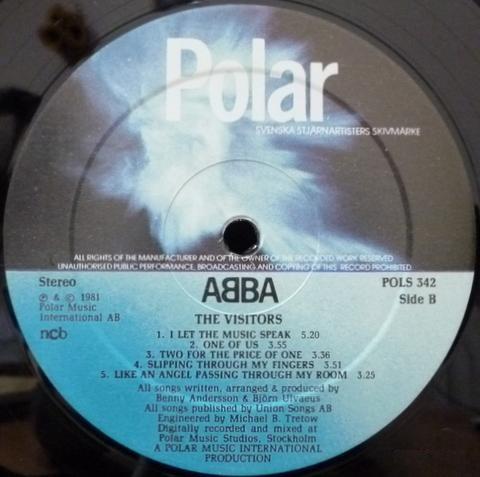 Polar
SVENSKA STJÄRNARTISTERS SKIVMÄRKE
ALL RIGHTS OF THE MANUFACTURER AND OF THE OWNER OF THE RECORDED WORK RESERVED
UNAUTHORISED PUBLIC PERFORMANCE, BROADCASTING AND COPYING OF THIS RECORD PROHIBITED
Stereo
ABBA
POLS 342
Side B
℗ & © 1981
Polar Music
International AB
ncb
THE VISITORS
1. I LET THE MUSIC SPEAK 5.20
2. ONE OF US 3.55
3. TWO FOR THE PRICE OF ONE 3.36
4. SLIPPING THROUGH MY FINGERS 3.51
5. LIKE AN ANGEL PASSING THROUGH MY ROOM 3.25
All songs written, arranged & produced by
Benny Andersson & Björn Ulvaeus
All songs published by Union Songs AB
Engineered by Michael B. Tretow
Digitally recorded and mixed at
Polar Music Studios, Stockholm
A POLAR MUSIC INTERNATIONAL
PRODUCTION